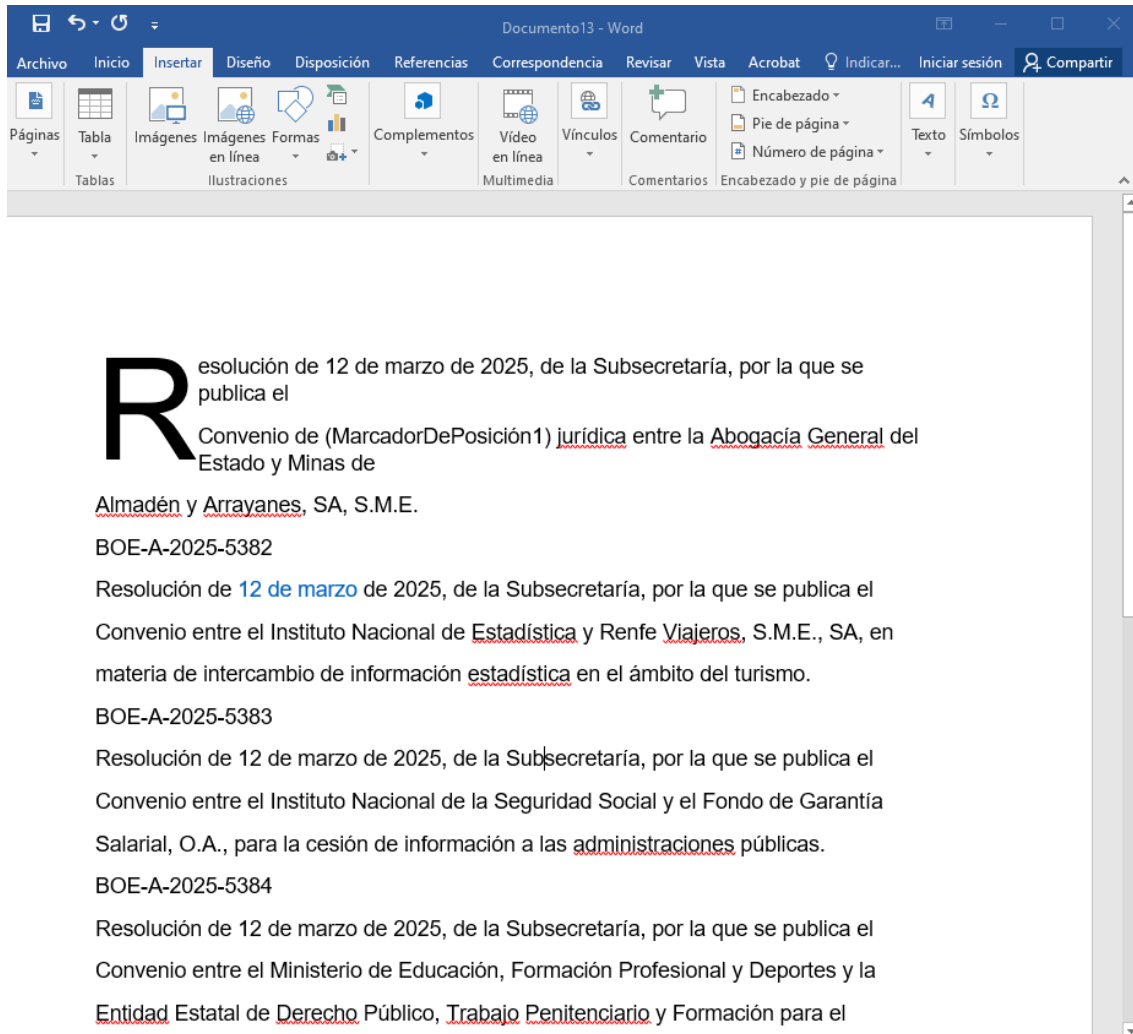 Documento13 - Word
Archivo Inicio Insertar Diseño Disposición Referencias Correspondencia Revisar Vista Acrobat Indicar... Iniciar sesión Compartir
Páginas
Tabla
Imágenes
Imágenes en línea
Formas
Complementos
Vídeo en línea
Vínculos
Comentario
Encabezado
Pie de página
Número de página
Texto
Símbolos
Tablas Ilustraciones Multimedia Comentarios Encabezado y pie de página
Resolución de 12 de marzo de 2025, de la Subsecretaría, por la que se
publica el
Convenio de (MarcadorDePosición1) jurídica entre la Abogacía General del
Estado y Minas de
Almadén y Arrayanes, SA, S.M.E.
BOE-A-2025-5382
Resolución de 12 de marzo de 2025, de la Subsecretaría, por la que se publica el
Convenio entre el Instituto Nacional de Estadística y Renfe Viajeros, S.M.E., SA, en
materia de intercambio de información estadística en el ámbito del turismo.
BOE-A-2025-5383
Resolución de 12 de marzo de 2025, de la Subsecretaría, por la que se publica el
Convenio entre el Instituto Nacional de la Seguridad Social y el Fondo de Garantía
Salarial, O.A., para la cesión de información a las administraciones públicas.
BOE-A-2025-5384
Resolución de 12 de marzo de 2025, de la Subsecretaría, por la que se publica el
Convenio entre el Ministerio de Educación, Formación Profesional y Deportes y la
Entidad Estatal de Derecho Público, Trabajo Penitenciario y Formación para el